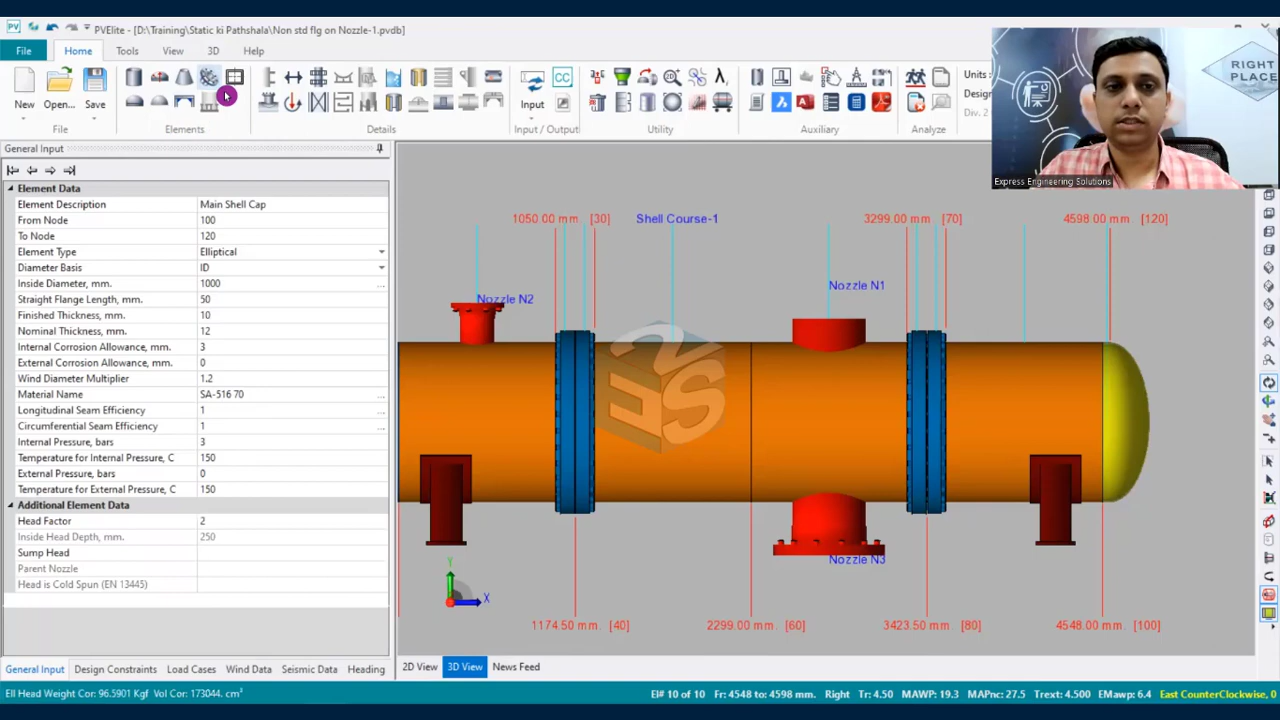 PV
PVElite - [D:\Training\Static ki Pathshala\Non std flg on Nozzle-1.pvdb]
File Home Tools View 3D Help
New Open... Save Input CC Units
Desig
Div. 2
File Elements Details Input / Output Utility Auxiliary Analyze
RIGHT
PLACE
Express Engineering Solutions
General Input
Element Data
Element Description Main Shell Cap
From Node 100
To Node 120
Element Type Elliptical
Diameter Basis ID
Inside Diameter, mm. 1000
Straight Flange Length, mm. 50
Finished Thickness, mm. 10
Nominal Thickness, mm. 12
Internal Corrosion Allowance, mm. 3
External Corrosion Allowance, mm. 0
Wind Diameter Multiplier 1.2
Material Name SA-516 70
Longitudinal Seam Efficiency 1
Circumferential Seam Efficiency 1
Internal Pressure, bars 3
Temperature for Internal Pressure, C 150
External Pressure, bars 0
Temperature for External Pressure, C 150
Additional Element Data
Head Factor 2
Inside Head Depth, mm. 250
Sump Head
Parent Nozzle
Head is Cold Spun (EN 13445)
1050.00 mm [30] Shell Course-1 3299.00 mm [70] 4598.00 mm [120]
Nozzle N2 Nozzle N1
2ES
Nozzle N3
Y
X
1174.50 mm. [40] 2299.00 mm. [60] 3423.50 mm. [80] 4548.00 mm. [100]
General Input Design Constraints Load Cases Wind Data Seismic Data Heading 2D View 3D View News Feed
Ell Head Weight Cor: 96.5901 Kgf Vol Cor: 173044. cm³ El# 10 of 10 Fr: 4548 to: 4598 mm. Right Tr: 4.50 MAWP: 19.3 MAPnc: 27.5 Trext: 4.500 EMawp: 6.4 East CounterClockwise, 0